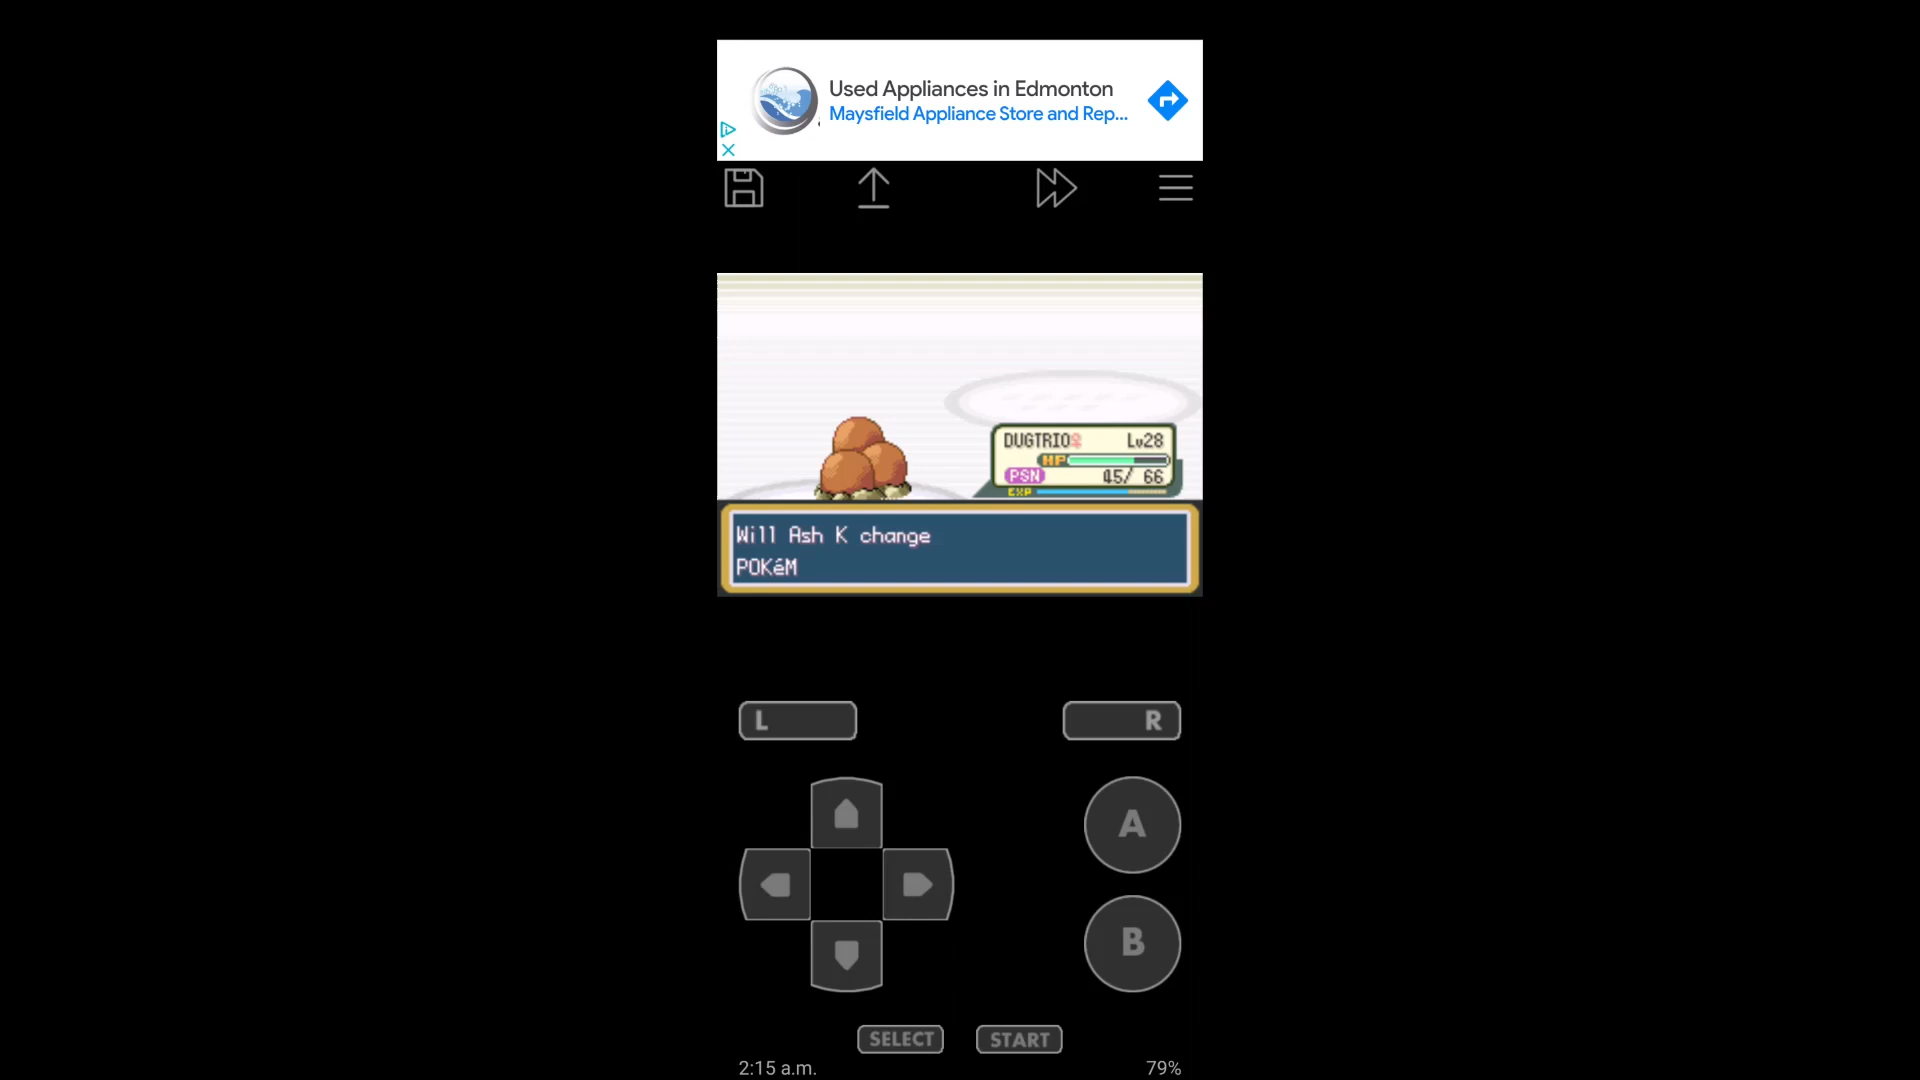 Used Appliances in Edmonton
Maysfield Appliance Store and Rep...
DUGTRIO♀ Lv28
HP
PSN 45/ 66
EXP
Will Ash K change
POKéM
L
R
A
B
SELECT
START
2:15 a.m.
79%